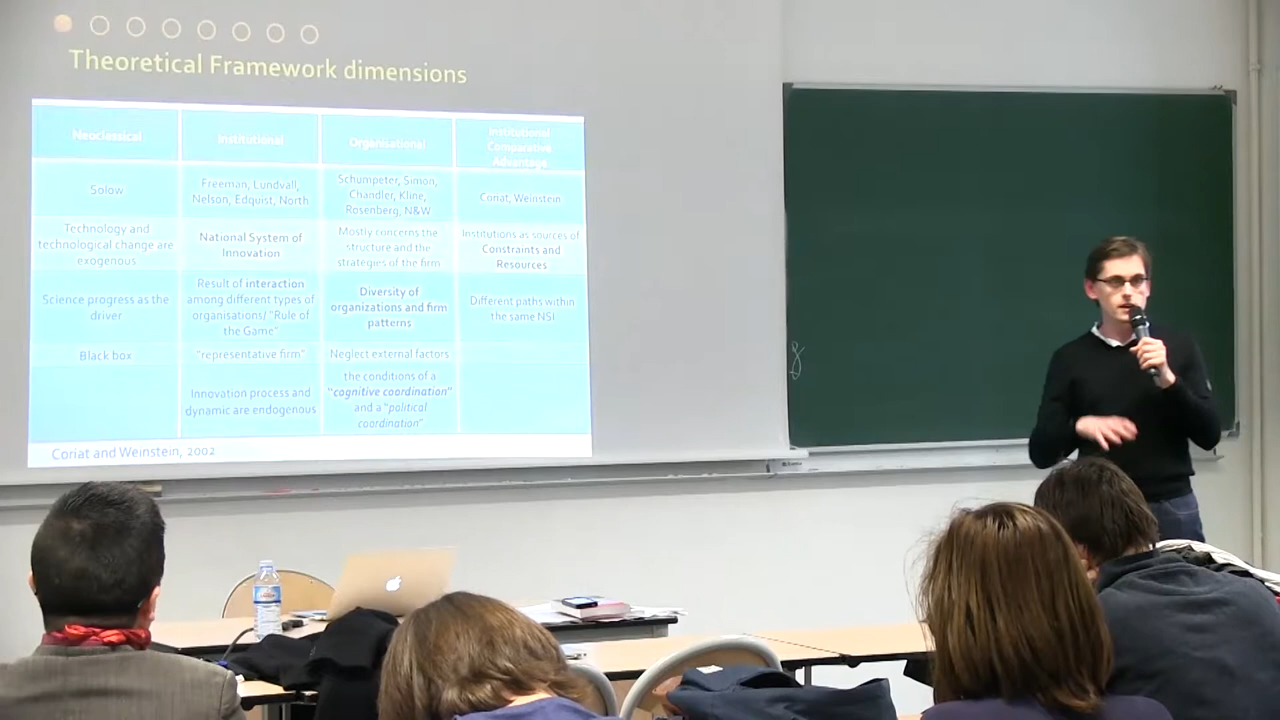 Theoretical Framework dimensions
Neoclassical
Institutional
Organisational
Institutional
Comparative
Advantage
Solow
Freeman, Lundvall,
Nelson, Edquist, North
Schumpeter, Simon,
Chandler, Kline,
Rosenberg, N&W
Coriat, Weinstein
Technology and
technological change are
exogenous
National System of
Innovation
Mostly concerns the
structure and the
strategies of the firm
Institutions as sources of
Constraints and
Resources
Science progress as the
driver
Result of interaction
among different types of
organisations/ "Rule of
the Game"
Diversity of
organizations and firm
patterns
Different paths within
the same NSI
Black box
"representative firm"
Neglect external factors
Innovation process and
dynamic are endogenous
the conditions of a
"cognitive coordination"
and a "political
coordination"
Coriat and Weinstein, 2002